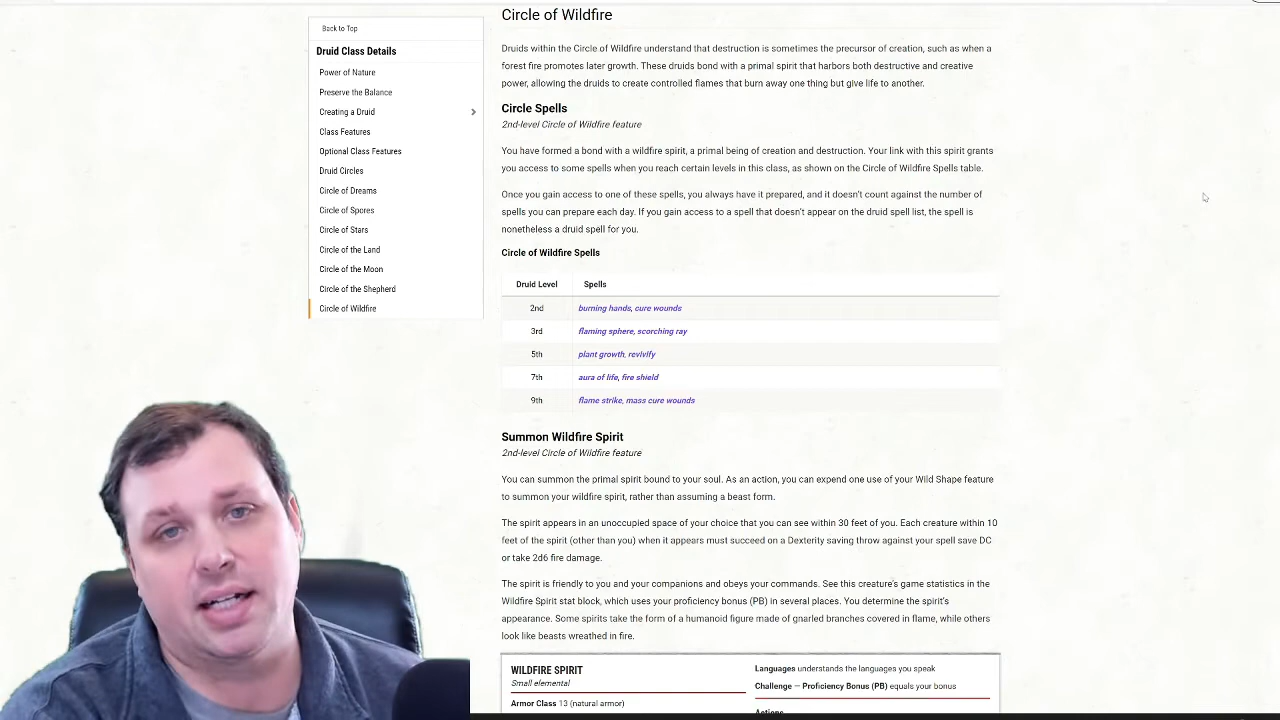 Back to Top
Druid Class Details
Power of Nature
Preserve the Balance
Creating a Druid
Class Features
Optional Class Features
Druid Circles
Circle of Dreams
Circle of Spores
Circle of Stars
Circle of the Land
Circle of the Moon
Circle of the Shepherd
Circle of Wildfire
Circle of Wildfire
Druids within the Circle of Wildfire understand that destruction is sometimes the precursor of creation, such as when a
forest fire promotes later growth. These druids bond with a primal spirit that harbors both destructive and creative
power, allowing the druids to create controlled flames that burn away one thing but give life to another.
Circle Spells
2nd-level Circle of Wildfire feature
You have formed a bond with a wildfire spirit, a primal being of creation and destruction. Your link with this spirit grants
you access to some spells when you reach certain levels in this class, as shown on the Circle of Wildfire Spells table.
Once you gain access to one of these spells, you always have it prepared, and it doesn't count against the number of
spells you can prepare each day. If you gain access to a spell that doesn't appear on the druid spell list, the spell is
nonetheless a druid spell for you.
Circle of Wildfire Spells
Druid Level Spells
2nd burning hands, cure wounds
3rd flaming sphere, scorching ray
5th plant growth, revivify
7th aura of life, fire shield
9th flame strike, mass cure wounds
Summon Wildfire Spirit
2nd-level Circle of Wildfire feature
You can summon the primal spirit bound to your soul. As an action, you can expend one use of your Wild Shape feature
to summon your wildfire spirit, rather than assuming a beast form.
The spirit appears in an unoccupied space of your choice that you can see within 30 feet of you. Each creature within 10
feet of the spirit (other than you) when it appears must succeed on a Dexterity saving throw against your spell save DC
or take 2d6 fire damage.
The spirit is friendly to you and your companions and obeys your commands. See this creature's game statistics in the
Wildfire Spirit stat block, which uses your proficiency bonus (PB) in several places. You determine the spirit's
appearance. Some spirits take the form of a humanoid figure made of gnarled branches covered in flame, while others
look like beasts wreathed in fire.
WILDFIRE SPIRIT
Small elemental
Armor Class 13 (natural armor)
Languages understands the languages you speak
Challenge — Proficiency Bonus (PB) equals your bonus
Actions